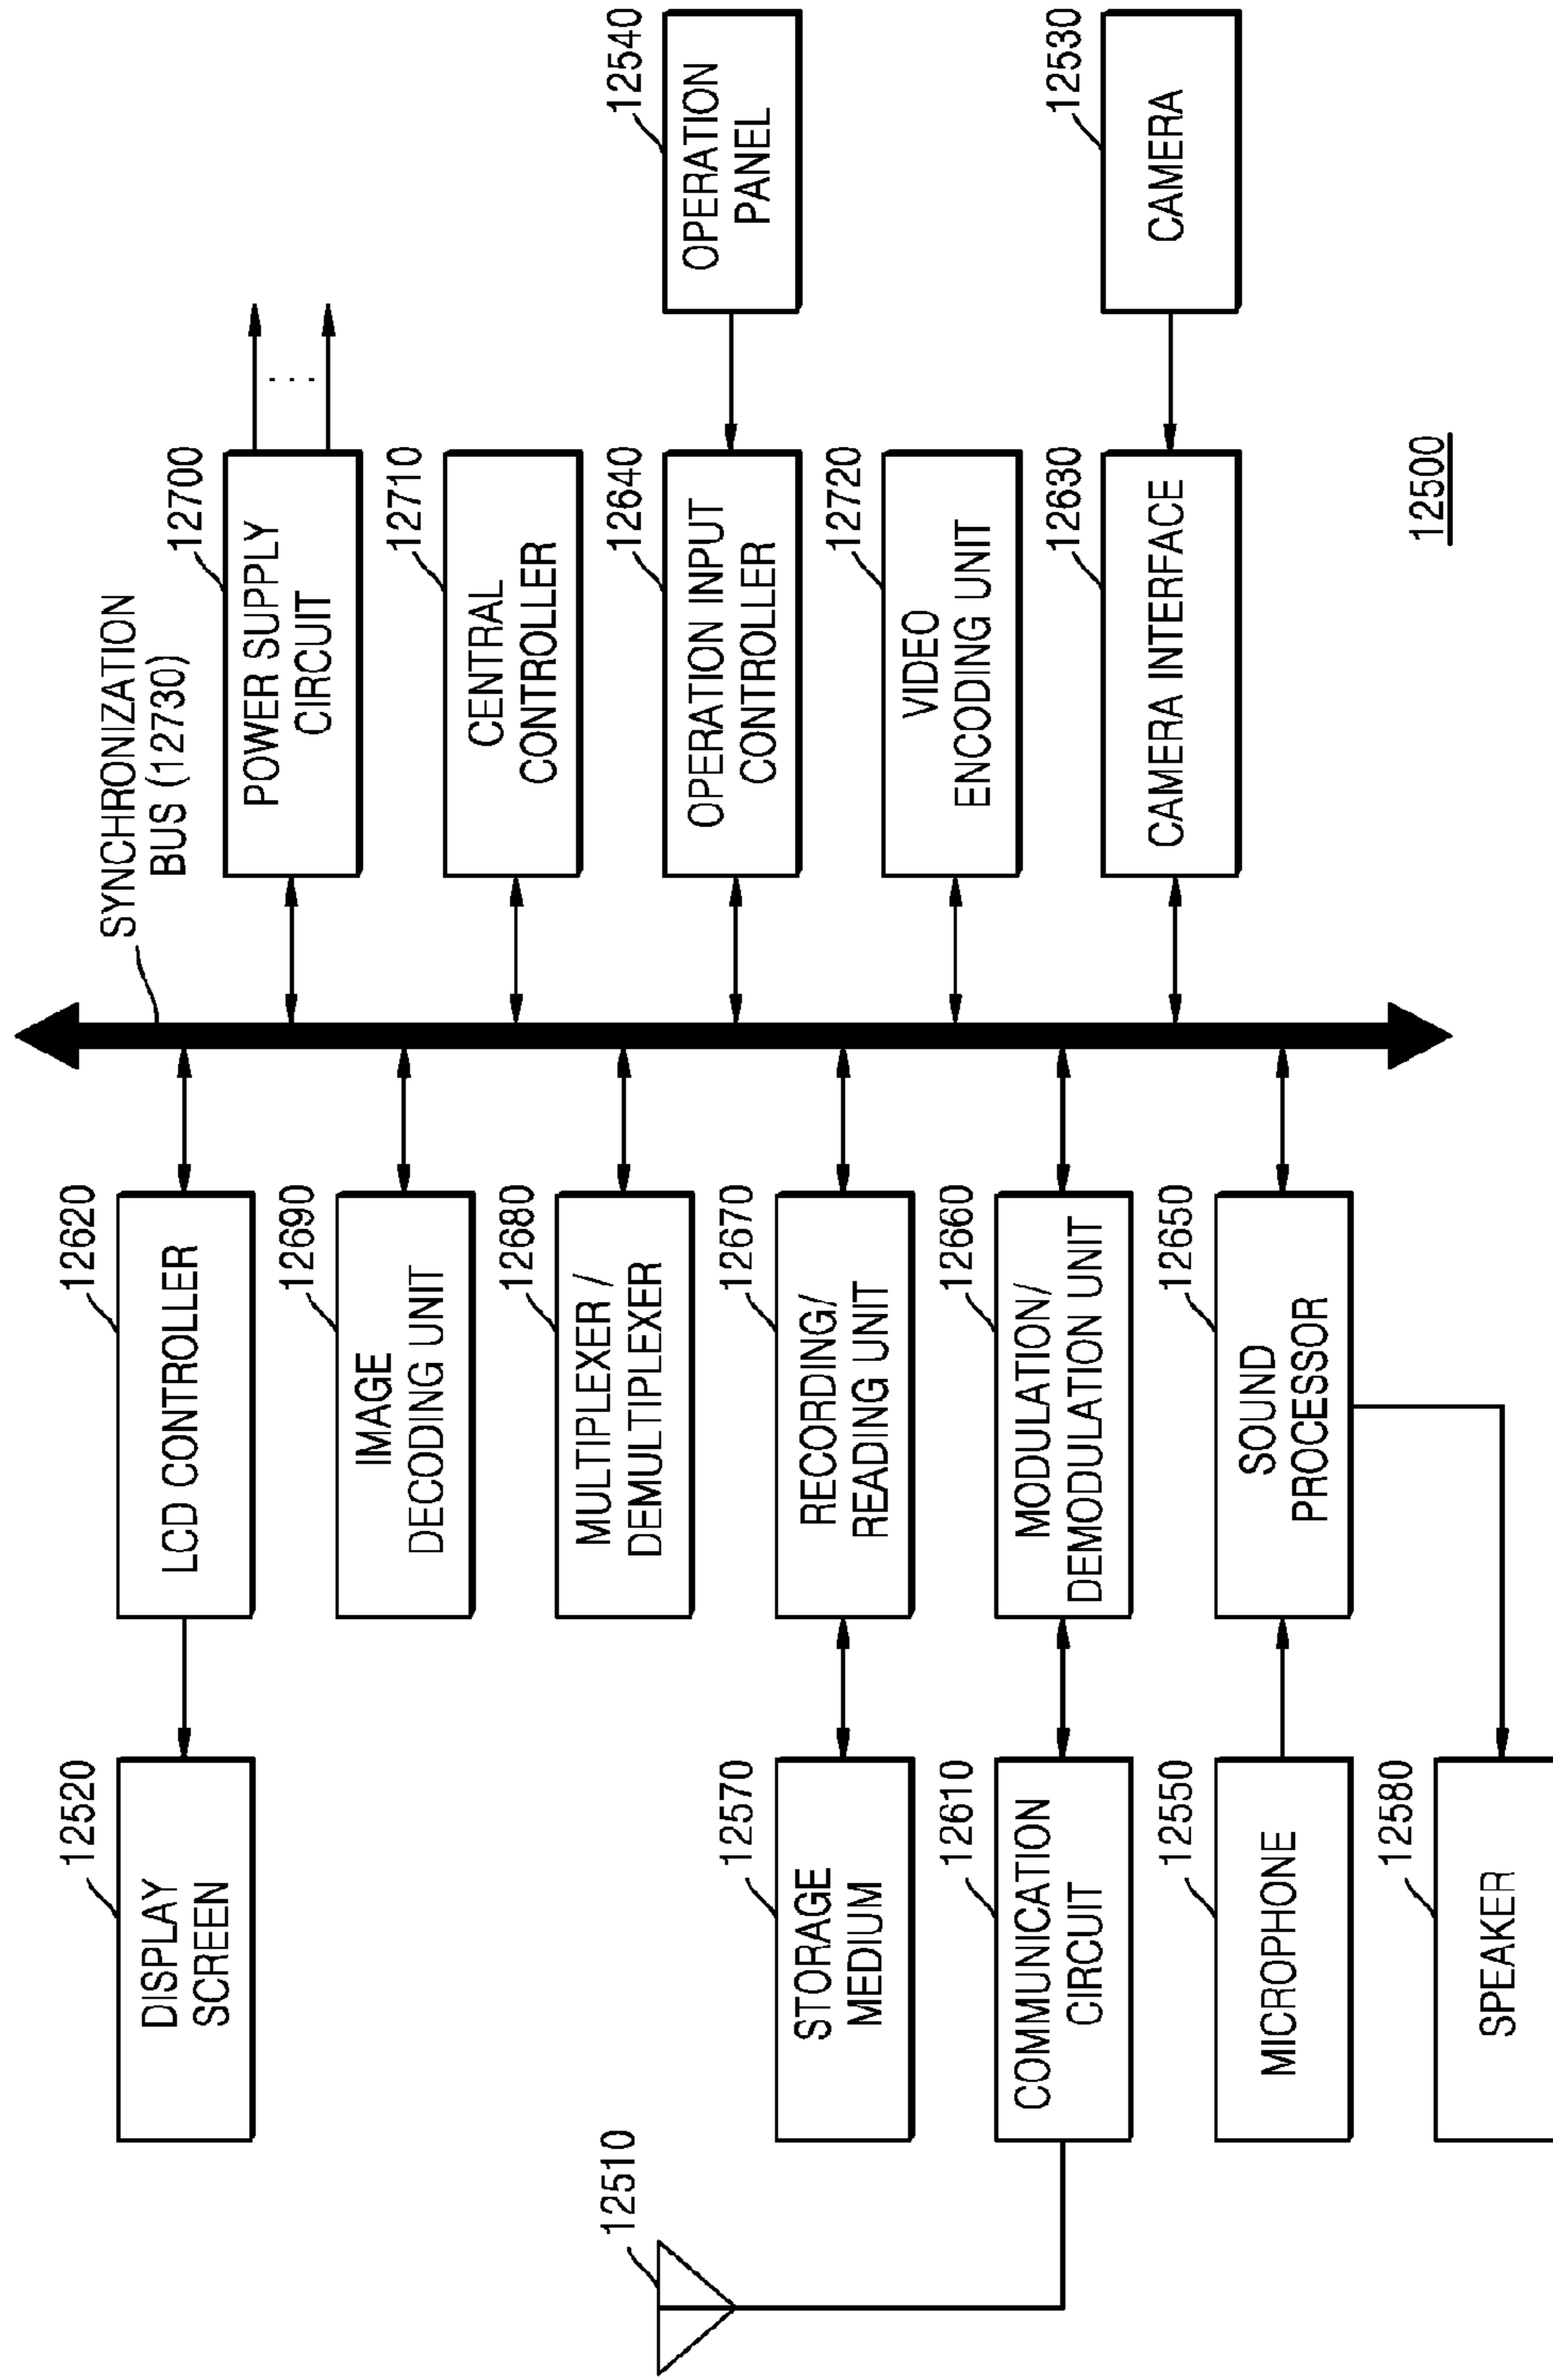 12510
12520
DISPLAY
SCREEN
12620
LCD CONTROLLER
SYNCHRONIZATION
BUS (12730)
12700
POWER SUPPLY
CIRCUIT
12690
IMAGE
DECODING UNIT
12710
CENTRAL
CONTROLLER
12680
MULTIPLEXER /
DEMULTIPLEXER
12640
OPERATION INPUT
CONTROLLER
12540
OPERATION
PANEL
12570
STORAGE
MEDIUM
12670
RECORDING/
READING UNIT
12720
VIDEO
ENCODING UNIT
12610
COMMUNICATION
CIRCUIT
12660
MODULATION/
DEMODULATION UNIT
12630
CAMERA INTERFACE
12530
CAMERA
12550
MICROPHONE
12650
SOUND
PROCESSOR
12580
SPEAKER
12500